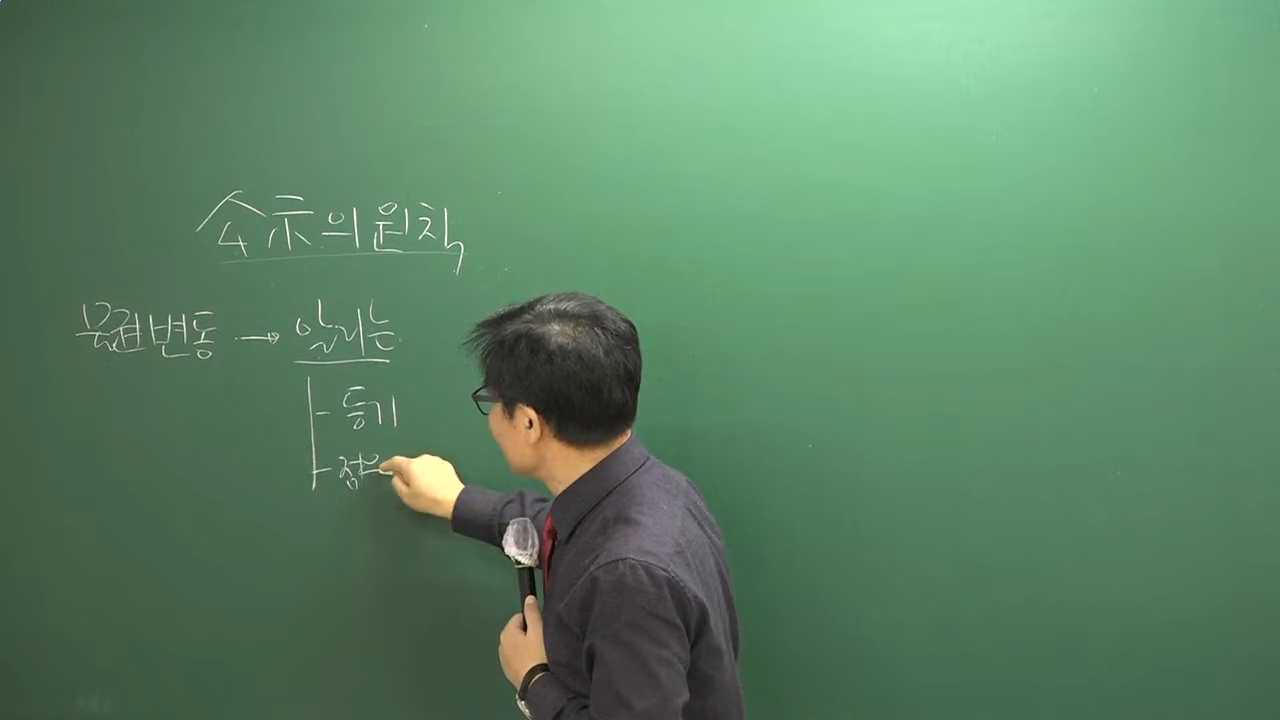 公示의 원칙
물권변동 → 알리는
등기
점유